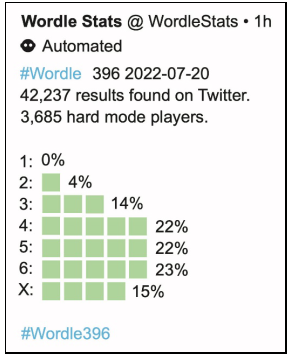 Wordle Stats @ WordleStats • 1h
Automated
#Wordle 396 2022-07-20
42,237 results found on Twitter.
3,685 hard mode players.
1: 0%
2: 4%
3: 14%
4: 22%
5: 22%
6: 23%
X: 15%
#Wordle396